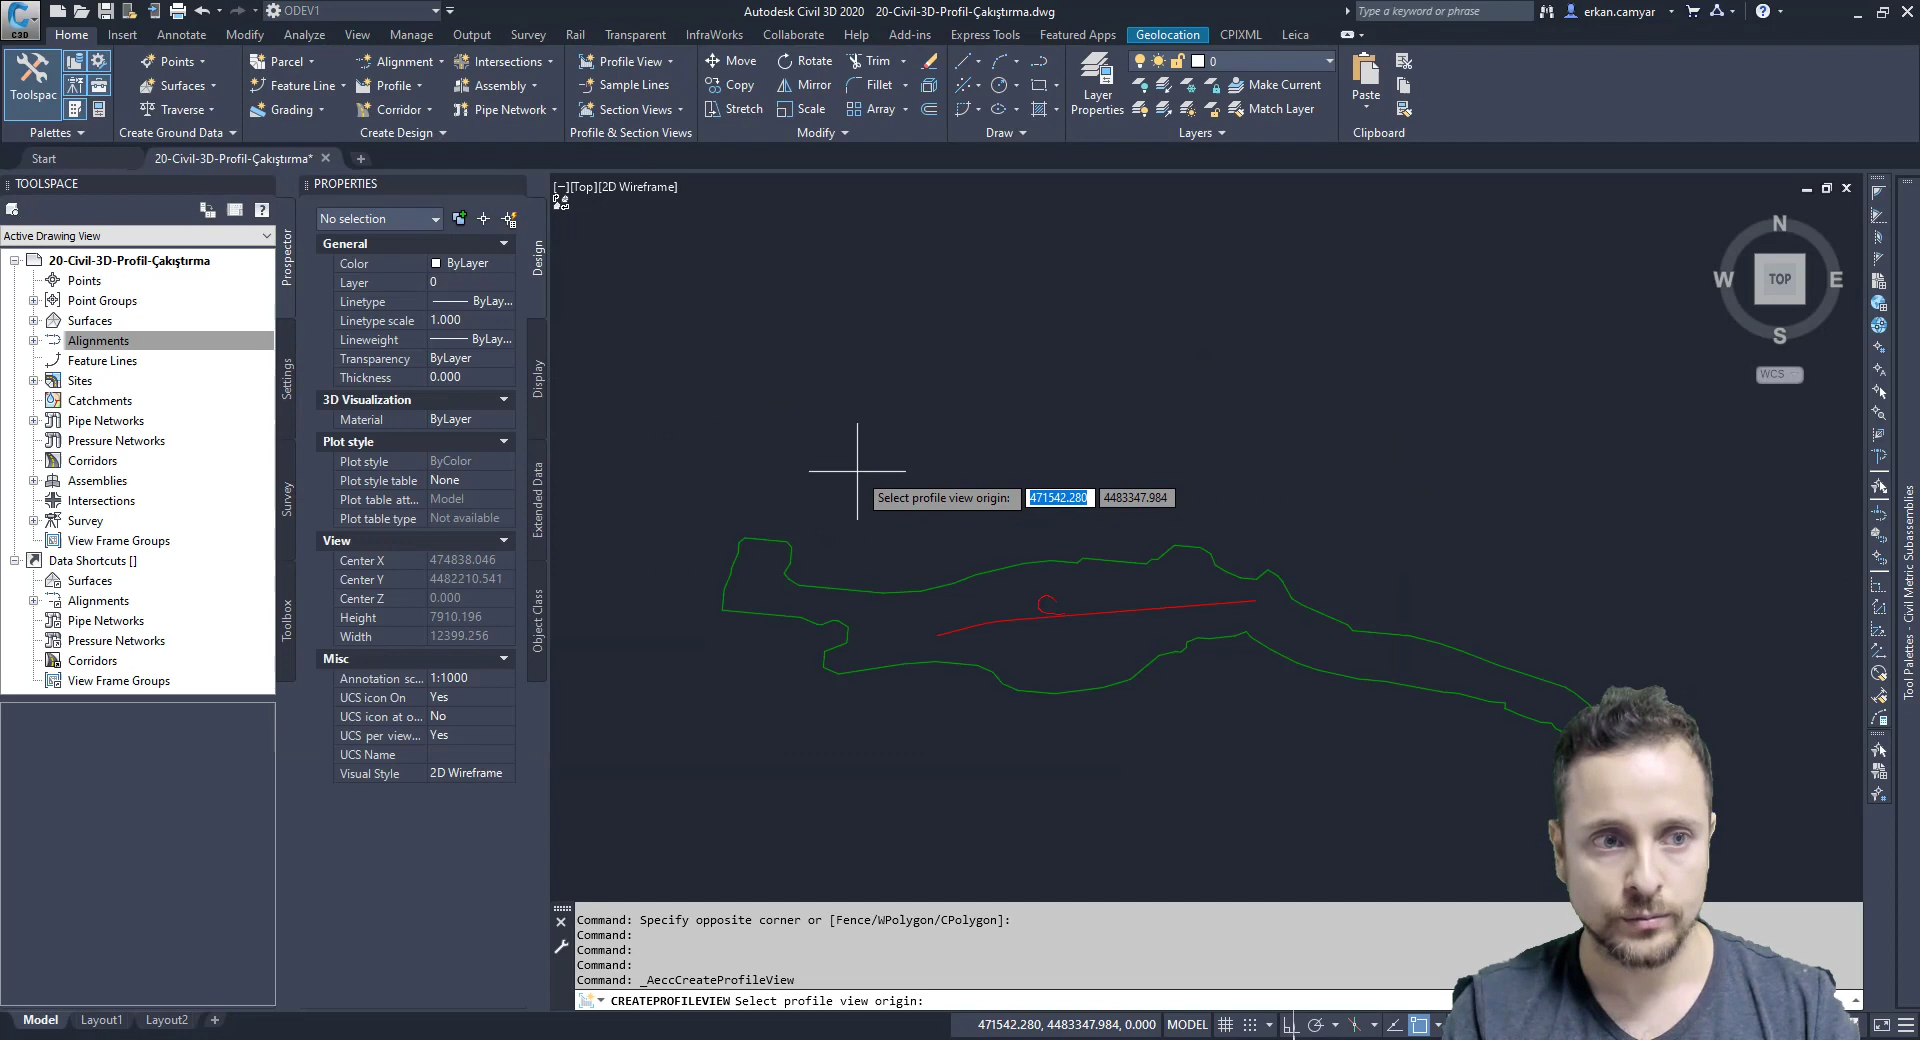 C3D
ODEV1
Autodesk Civil 3D 2020 20-Civil-3D-Profil-Çakıştırma.dwg
Type a keyword or phrase
erkan.camyar
Home Insert Annotate Modify Analyze View Manage Output Survey Rail Transparent InfraWorks Collaborate Help Add-ins Express Tools Featured Apps Geolocation CPIXML Leica
Toolspac
Points
Surfaces
Traverse
Parcel
Feature Line
Grading
Alignment
Profile
Corridor
Intersections
Assembly
Pipe Network
Profile View
Sample Lines
Section Views
Move
Copy
Stretch
Rotate
Mirror
Scale
Trim
Fillet
Array
Layer
Properties
0
Make Current
Match Layer
Paste
Palettes Create Ground Data Create Design Profile & Section Views Modify Draw Layers Clipboard
Start
20-Civil-3D-Profil-Çakıştırma*
TOOLSPACE
Active Drawing View
20-Civil-3D-Profil-Çakıştırma
Points
Point Groups
Surfaces
Alignments
Feature Lines
Sites
Catchments
Pipe Networks
Pressure Networks
Corridors
Assemblies
Intersections
Survey
View Frame Groups
Data Shortcuts []
Surfaces
Alignments
Pipe Networks
Pressure Networks
Corridors
View Frame Groups
Prospector
Settings
Survey
Toolbox
PROPERTIES
No selection
General
Color ByLayer
Layer 0
Linetype ByLay...
Linetype scale 1.000
Lineweight ByLay...
Transparency ByLayer
Thickness 0.000
3D Visualization
Material ByLayer
Plot style
Plot style ByColor
Plot style table None
Plot table att... Model
Plot table type Not available
View
Center X 474838.046
Center Y 4482210.541
Center Z 0.000
Height 7910.196
Width 12399.256
Misc
Annotation sc... 1:1000
UCS icon On Yes
UCS icon at o... No
UCS per view... Yes
UCS Name
Visual Style 2D Wireframe
Design
Display
Extended Data
Object Class
[−][Top][2D Wireframe]
N
W TOP E
S
WCS
Select profile view origin: 471542.280 4483347.984
Tool Palettes - Civil Metric Subassemblies
Command: Specify opposite corner or [Fence/WPolygon/CPolygon]:
Command:
Command:
Command:
Command: _AeccCreateProfileView
CREATEPROFILEVIEW Select profile view origin:
Model Layout1 Layout2
471542.280, 4483347.984, 0.000 MODEL